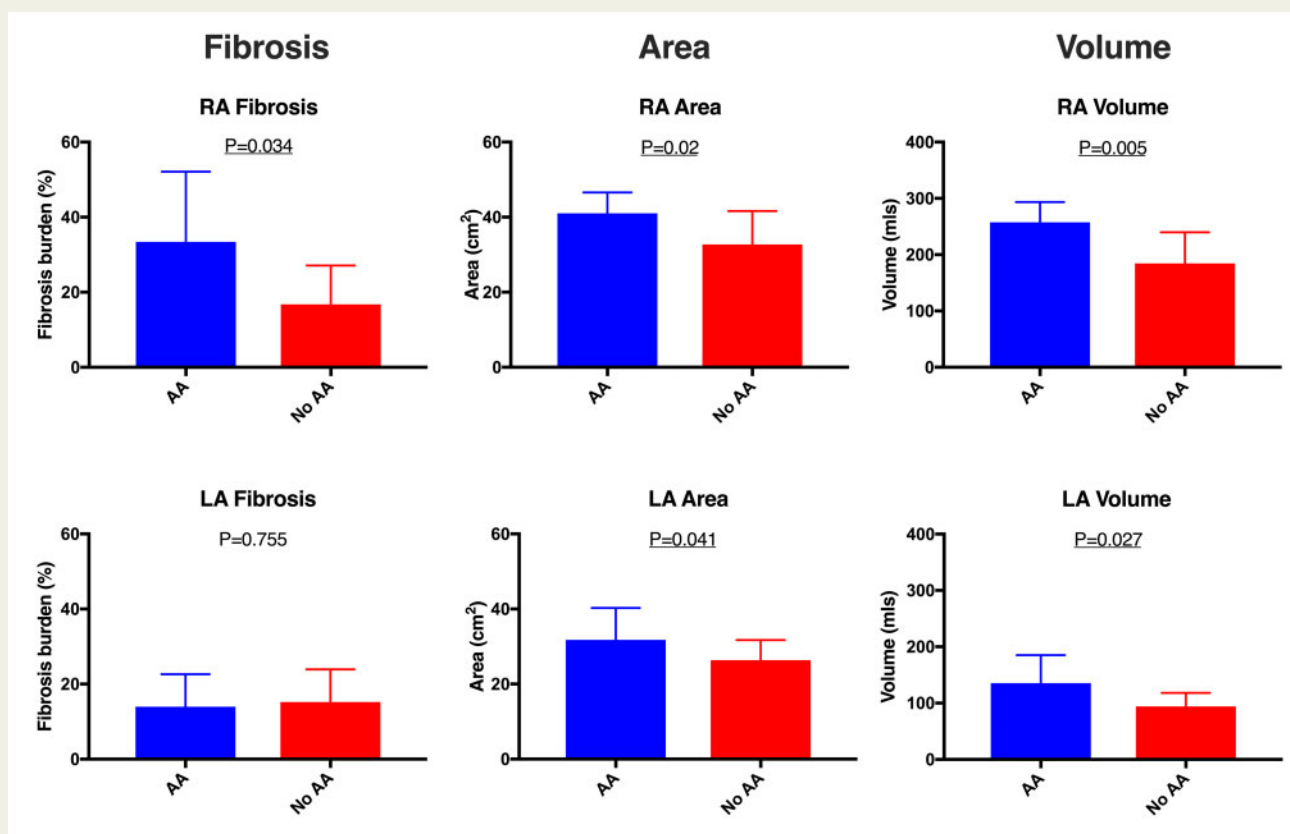 Fibrosis
Area
Volume
RA Fibrosis
P=0.034
Fibrosis burden (%)
60
40
20
0
AA
No AA
RA Area
P=0.02
Area (cm²)
60
40
20
0
AA
No AA
RA Volume
P=0.005
Volume (mls)
400
300
200
100
0
AA
No AA
LA Fibrosis
P=0.755
Fibrosis burden (%)
60
40
20
0
AA
No AA
LA Area
P=0.041
Area (cm²)
60
40
20
0
AA
No AA
LA Volume
P=0.027
Volume (mls)
400
300
200
100
0
AA
No AA